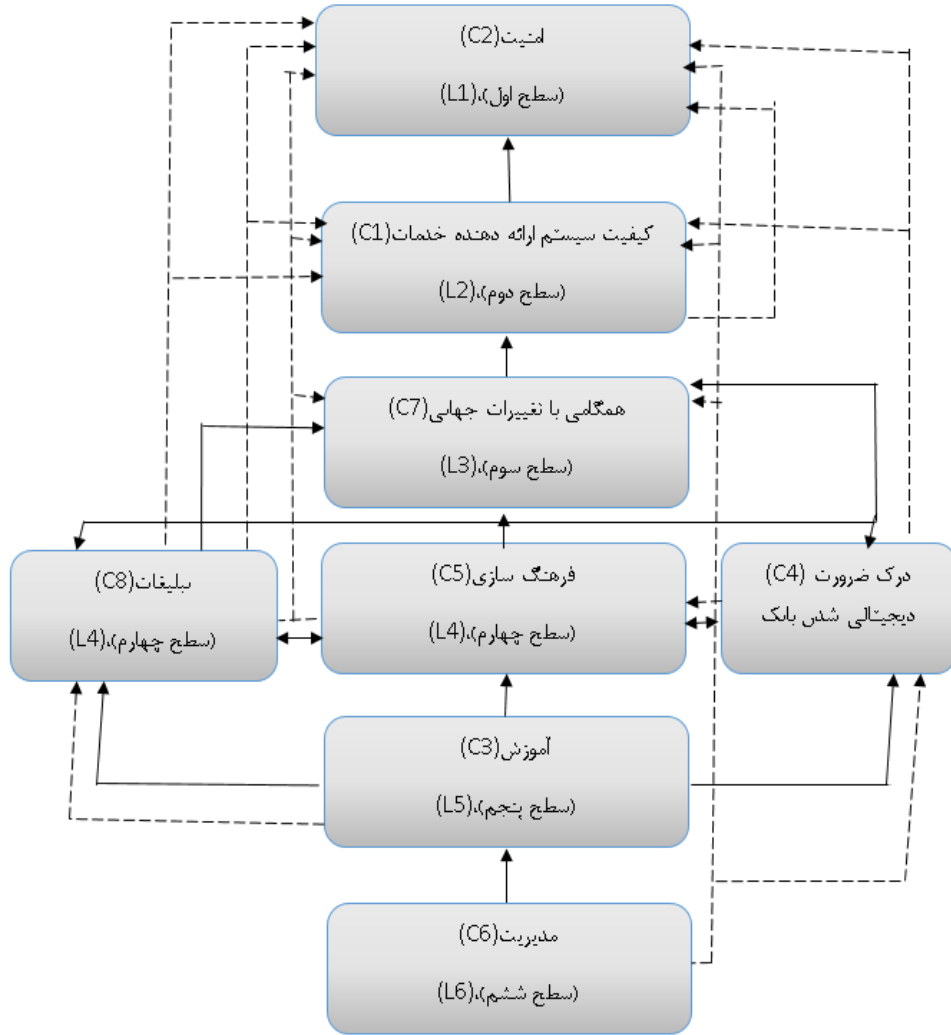 امنیت(C2)
(سطح اول)،(L1)
کیفیت سیستم ارائه دهنده خدمات(C1)
(سطح دوم)،(L2)
همگامی با تغییرات جهانی(C7)
(سطح سوم)،(L3)
درک ضرورت (C4)
دیجیتالی شدن بانک
فرهنگ سازی(C5)
(سطح چهارم)،(L4)
تبلیغات(C8)
(سطح چهارم)،(L4)
آموزش(C3)
(سطح پنجم)،(L5)
مدیریت(C6)
(سطح ششم)،(L6)